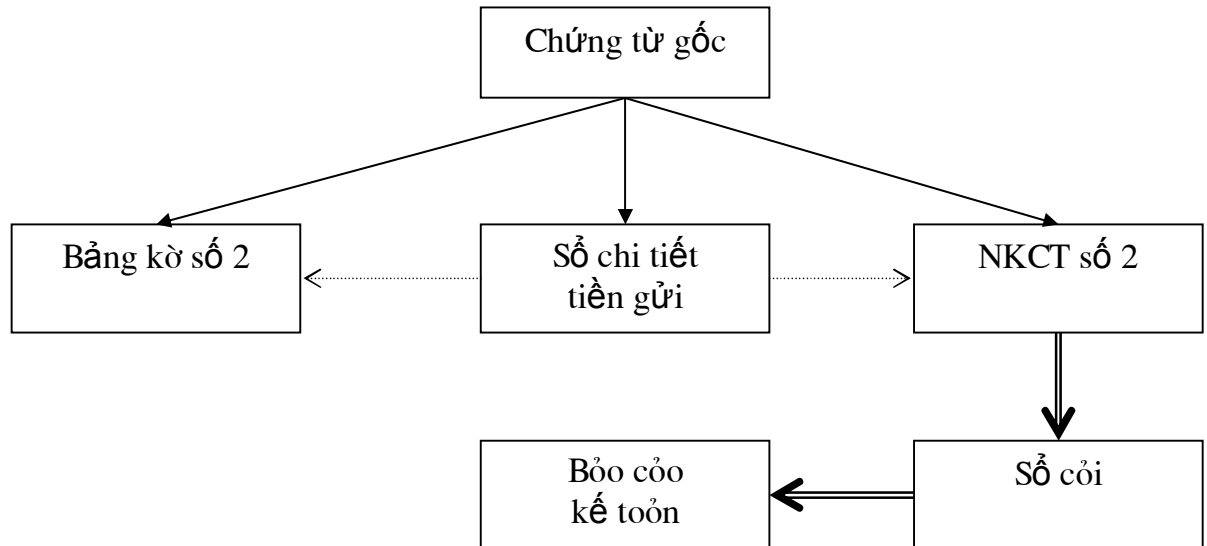 Chứng từ gốc
Bảng kờ số 2
Sổ chi tiết
tiền gửi
NKCT số 2
Bỏo cỏo
kế toỏn
Sổ cỏi